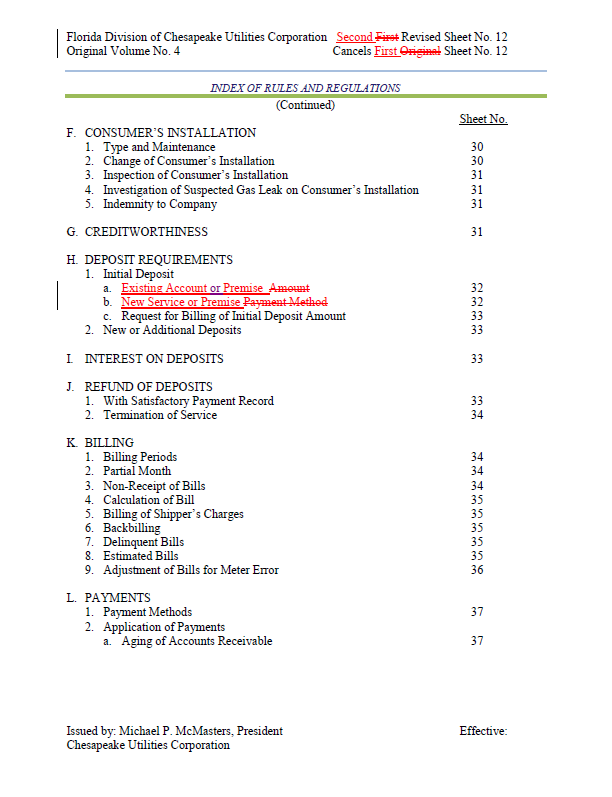 Florida Division of Chesapeake Utilities Corporation Second First Revised Sheet No. 12
Original Volume No. 4 Cancels First Original Sheet No. 12
INDEX OF RULES AND REGULATIONS
(Continued)
Sheet No.
F. CONSUMER’S INSTALLATION
1. Type and Maintenance 30
2. Change of Consumer’s Installation 30
3. Inspection of Consumer’s Installation 31
4. Investigation of Suspected Gas Leak on Consumer’s Installation 31
5. Indemnity to Company 31
G. CREDITWORTHINESS 31
H. DEPOSIT REQUIREMENTS
1. Initial Deposit
a. Existing Account or Premise Amount 32
b. New Service or Premise Payment Method 32
c. Request for Billing of Initial Deposit Amount 33
2. New or Additional Deposits 33
I. INTEREST ON DEPOSITS 33
J. REFUND OF DEPOSITS
1. With Satisfactory Payment Record 33
2. Termination of Service 34
K. BILLING
1. Billing Periods 34
2. Partial Month 34
3. Non-Receipt of Bills 34
4. Calculation of Bill 35
5. Billing of Shipper’s Charges 35
6. Backbilling 35
7. Delinquent Bills 35
8. Estimated Bills 35
9. Adjustment of Bills for Meter Error 36
L. PAYMENTS
1. Payment Methods 37
2. Application of Payments
a. Aging of Accounts Receivable 37
Issued by: Michael P. McMasters, President Effective:
Chesapeake Utilities Corporation